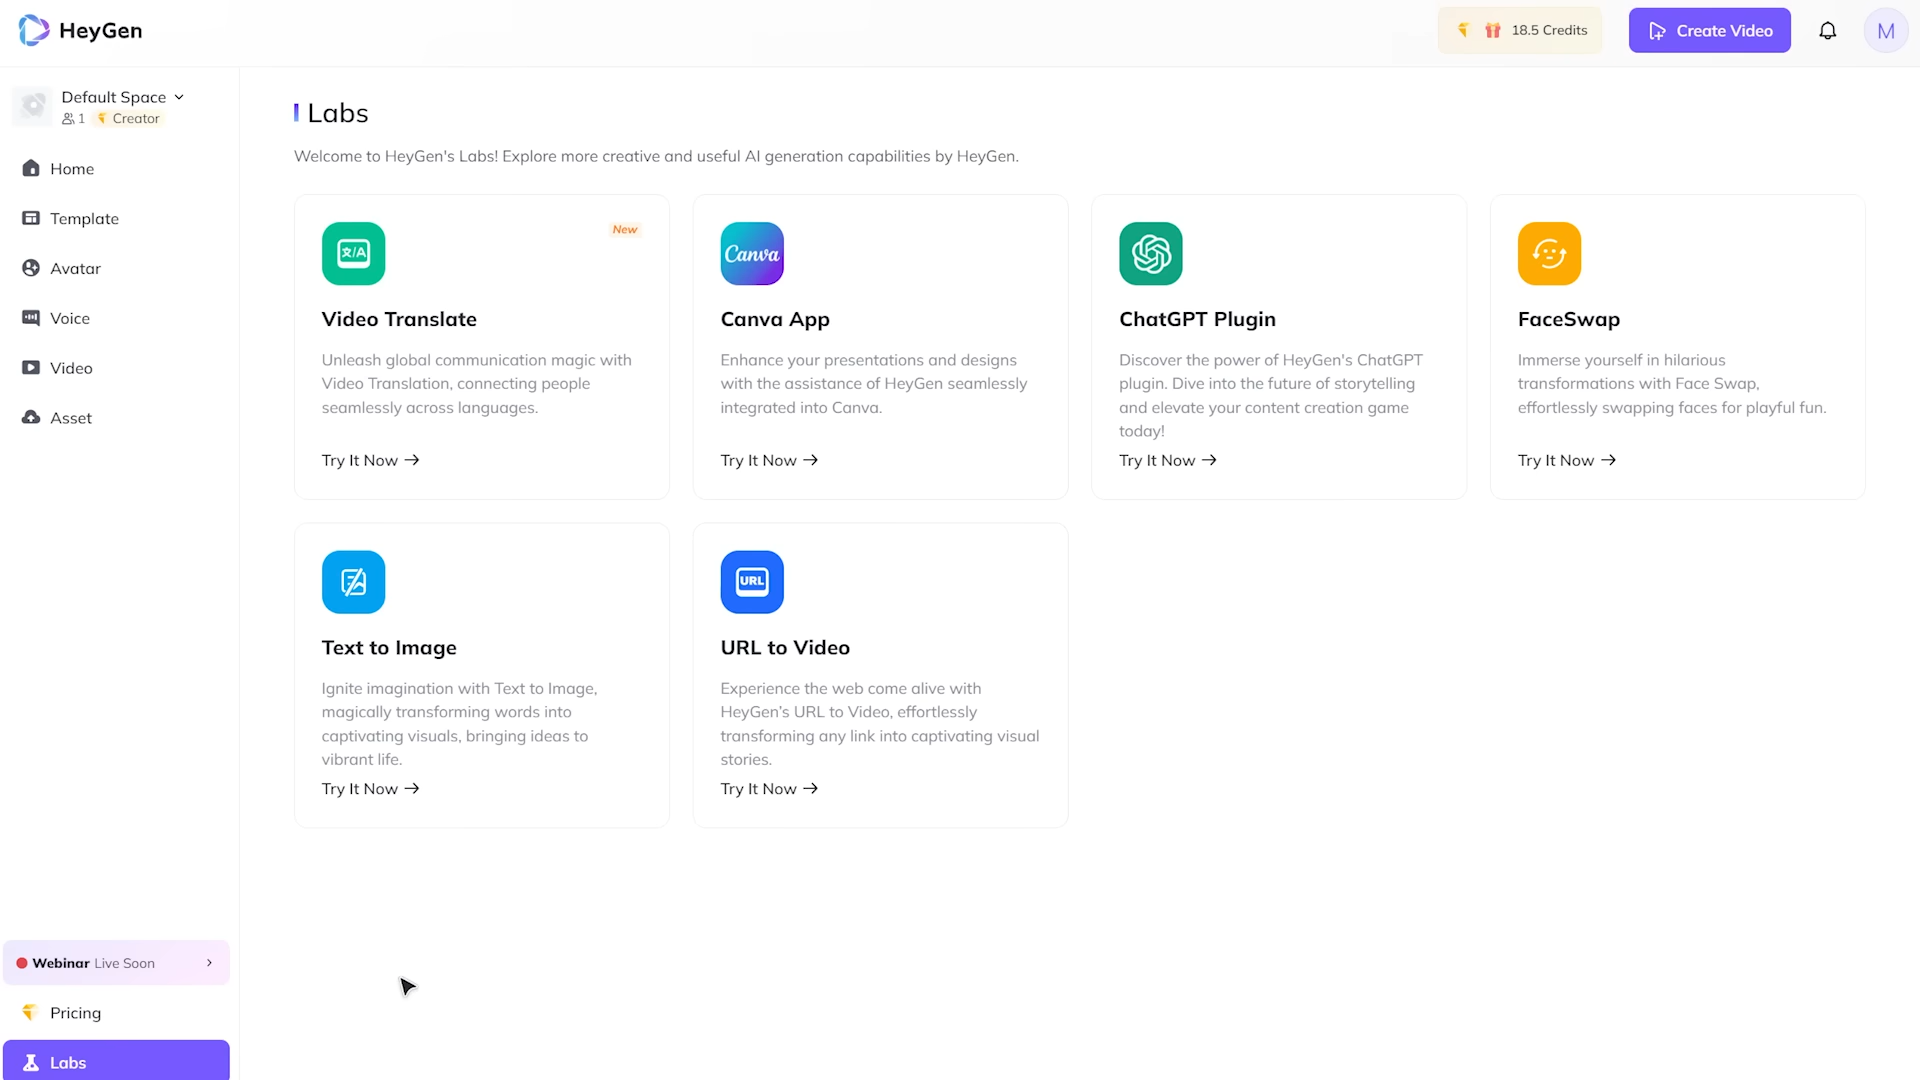 HeyGen
18.5 Credits
Create Video
M
Default Space
1 Creator
Home
Template
Avatar
Voice
Video
Asset
Webinar Live Soon
Pricing
Labs
Labs
Welcome to HeyGen's Labs! Explore more creative and useful AI generation capabilities by HeyGen.
文/A
New
Video Translate
Unleash global communication magic with
Video Translation, connecting people
seamlessly across languages.
Try It Now
Canva
Canva App
Enhance your presentations and designs
with the assistance of HeyGen seamlessly
integrated into Canva.
Try It Now
ChatGPT Plugin
Discover the power of HeyGen's ChatGPT
plugin. Dive into the future of storytelling
and elevate your content creation game
today!
Try It Now
FaceSwap
Immerse yourself in hilarious
transformations with Face Swap,
effortlessly swapping faces for playful fun.
Try It Now
Text to Image
Ignite imagination with Text to Image,
magically transforming words into
captivating visuals, bringing ideas to
vibrant life.
Try It Now
URL
URL to Video
Experience the web come alive with
HeyGen’s URL to Video, effortlessly
transforming any link into captivating visual
stories.
Try It Now